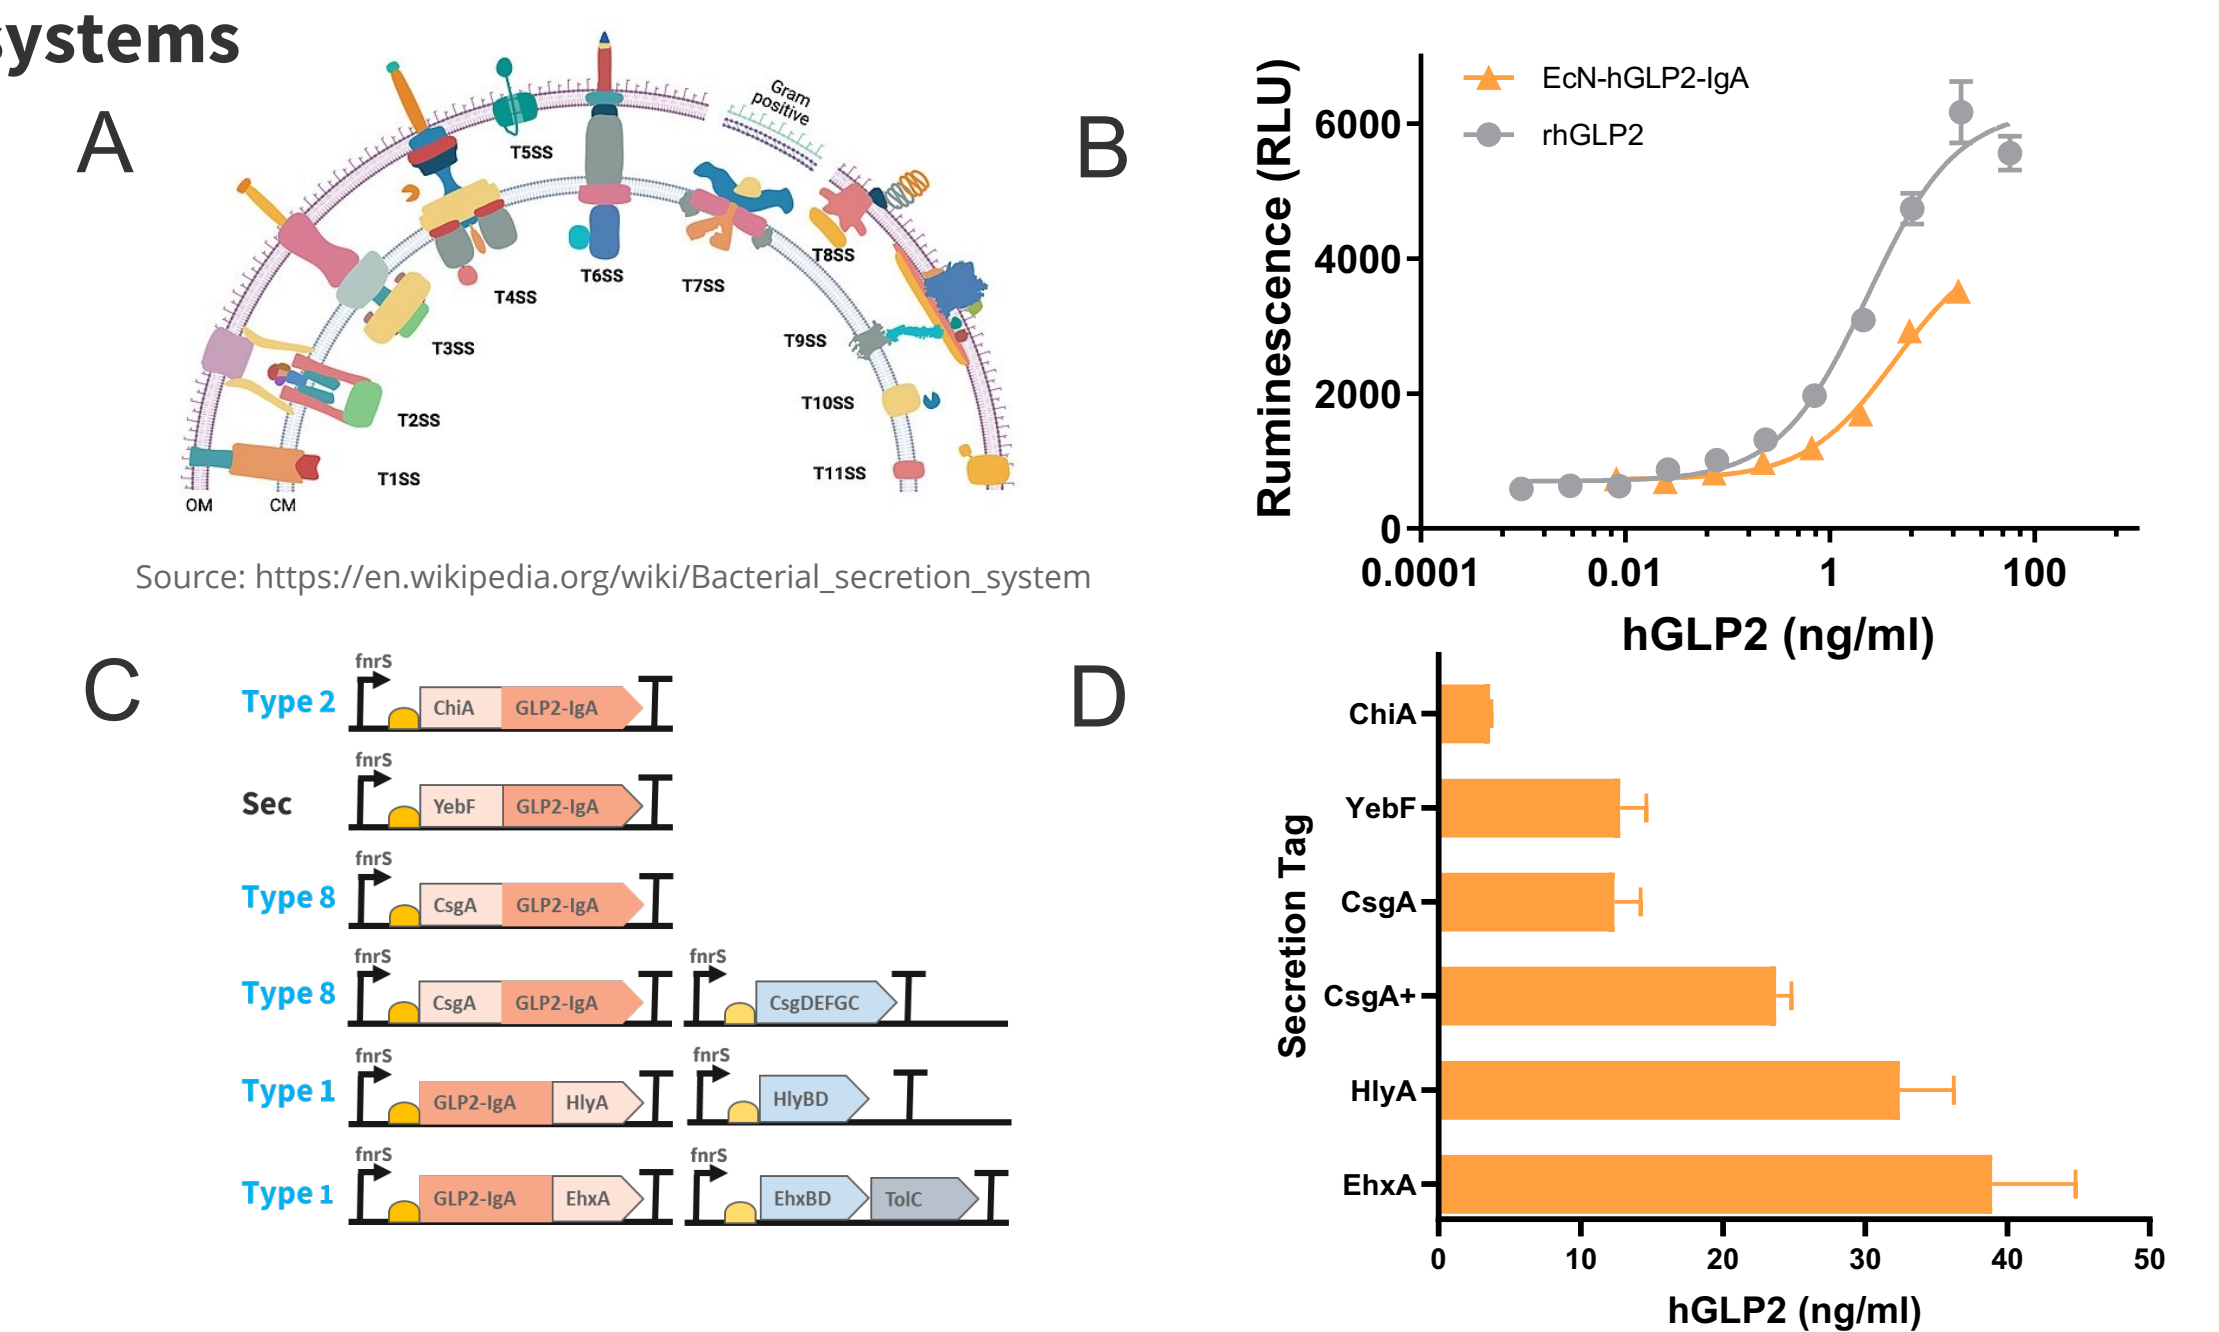 systems
A
Gram
positive
T5SS
T4SS
T6SS
T7SS
T8SS
T3SS
T9SS
T2SS
T10SS
T1SS
T11SS
OM
CM
Source: https://en.wikipedia.org/wiki/Bacterial_secretion_system
B
EcN-hGLP2-IgA
rhGLP2
Ruminescence (RLU)
6000
4000
2000
0
0.0001
0.01
1
100
hGLP2 (ng/ml)
C
Type 2
fnrS
ChiA
GLP2-IgA
Sec
fnrS
YebF
GLP2-IgA
Type 8
fnrS
CsgA
GLP2-IgA
Type 8
fnrS
CsgA
GLP2-IgA
fnrS
CsgDEFGC
Type 1
fnrS
GLP2-IgA
HlyA
fnrS
HlyBD
Type 1
fnrS
GLP2-IgA
EhxA
fnrS
EhxBD
TolC
D
Secretion Tag
ChiA
YebF
CsgA
CsgA+
HlyA
EhxA
0
10
20
30
40
50
hGLP2 (ng/ml)